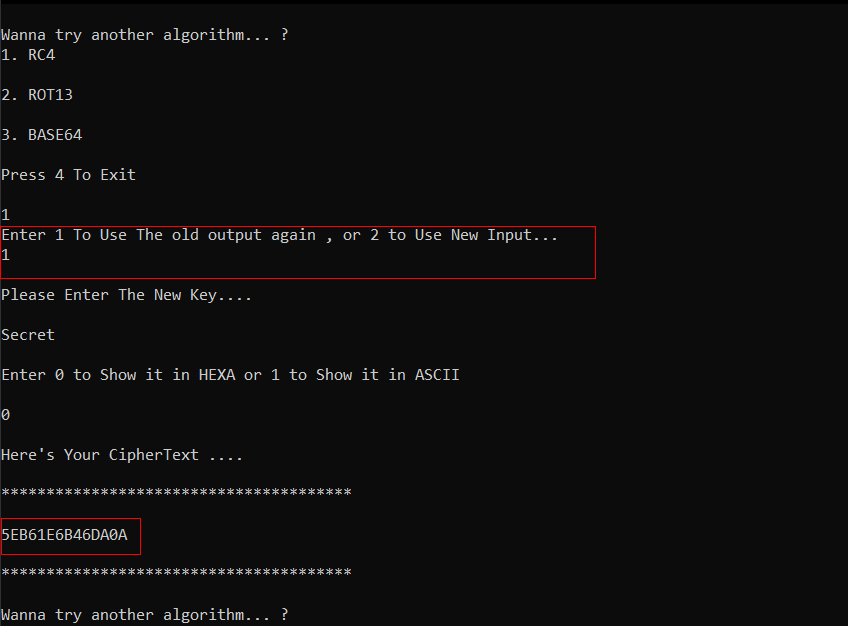 Wanna try another algorithm... ?
1. RC4
2. ROT13
3. BASE64
Press 4 To Exit
1
Enter 1 To Use The old output again , or 2 to Use New Input...
1
Please Enter The New Key....
Secret
Enter 0 to Show it in HEXA or 1 to Show it in ASCII
0
Here's Your CipherText ....
***************************************
5EB61E6B46DA0A
***************************************
Wanna try another algorithm... ?